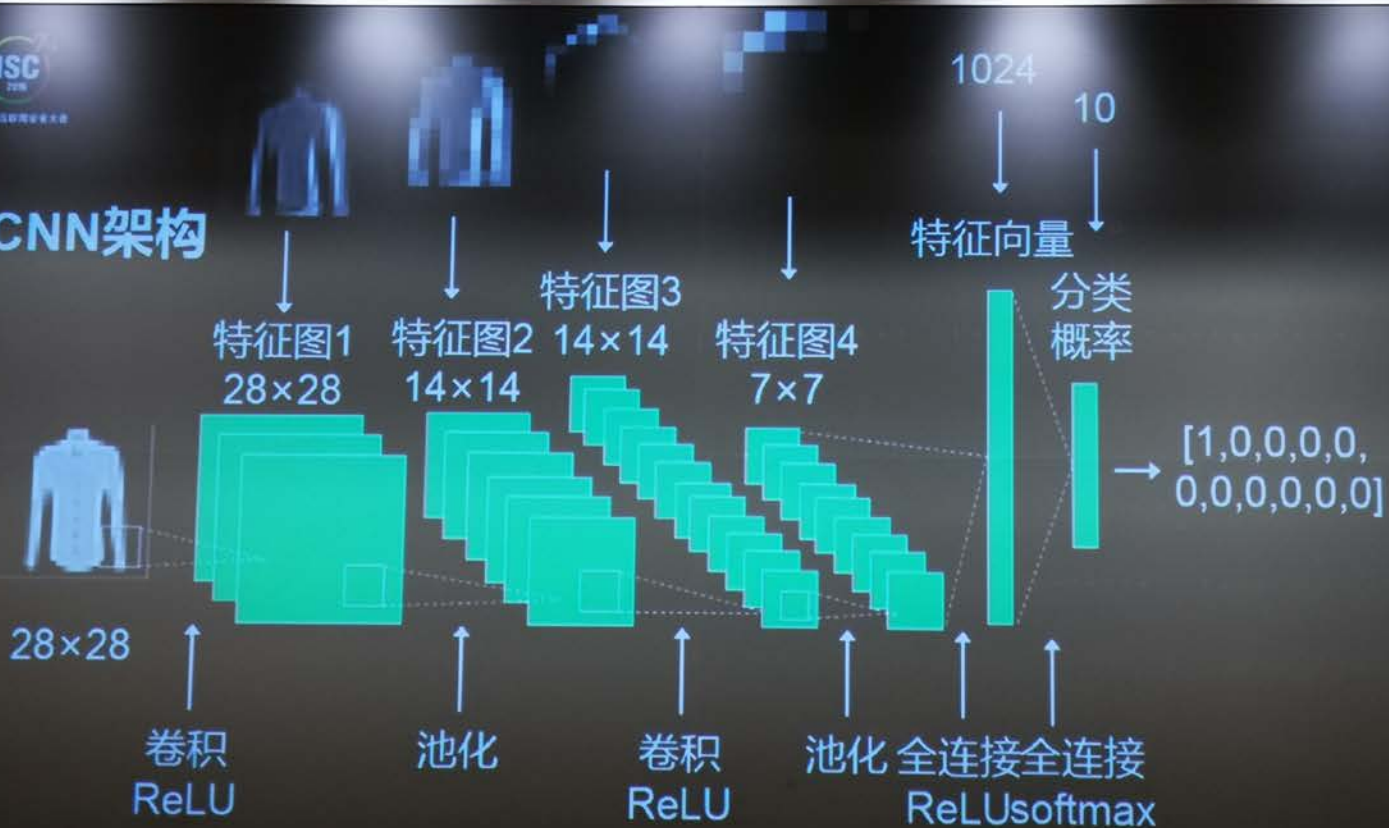 ISC
1024
10
CNN架构
特征向量
特征图3
14×14
分类
概率
特征图1
28×28
特征图2
14×14
特征图4
7×7
[1,0,0,0,0,
0,0,0,0,0,0]
28×28
卷积
ReLU
池化
卷积
ReLU
池化
全连接全连接
ReLUsoftmax